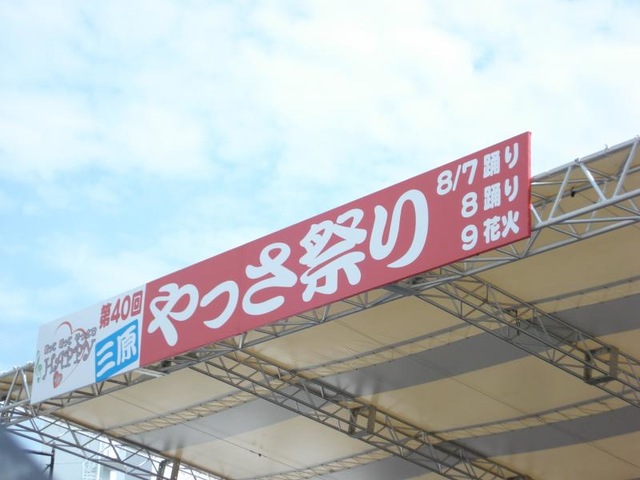 第40回
三原
やっさ祭り
8/7 踊り
8 踊り
9 花火